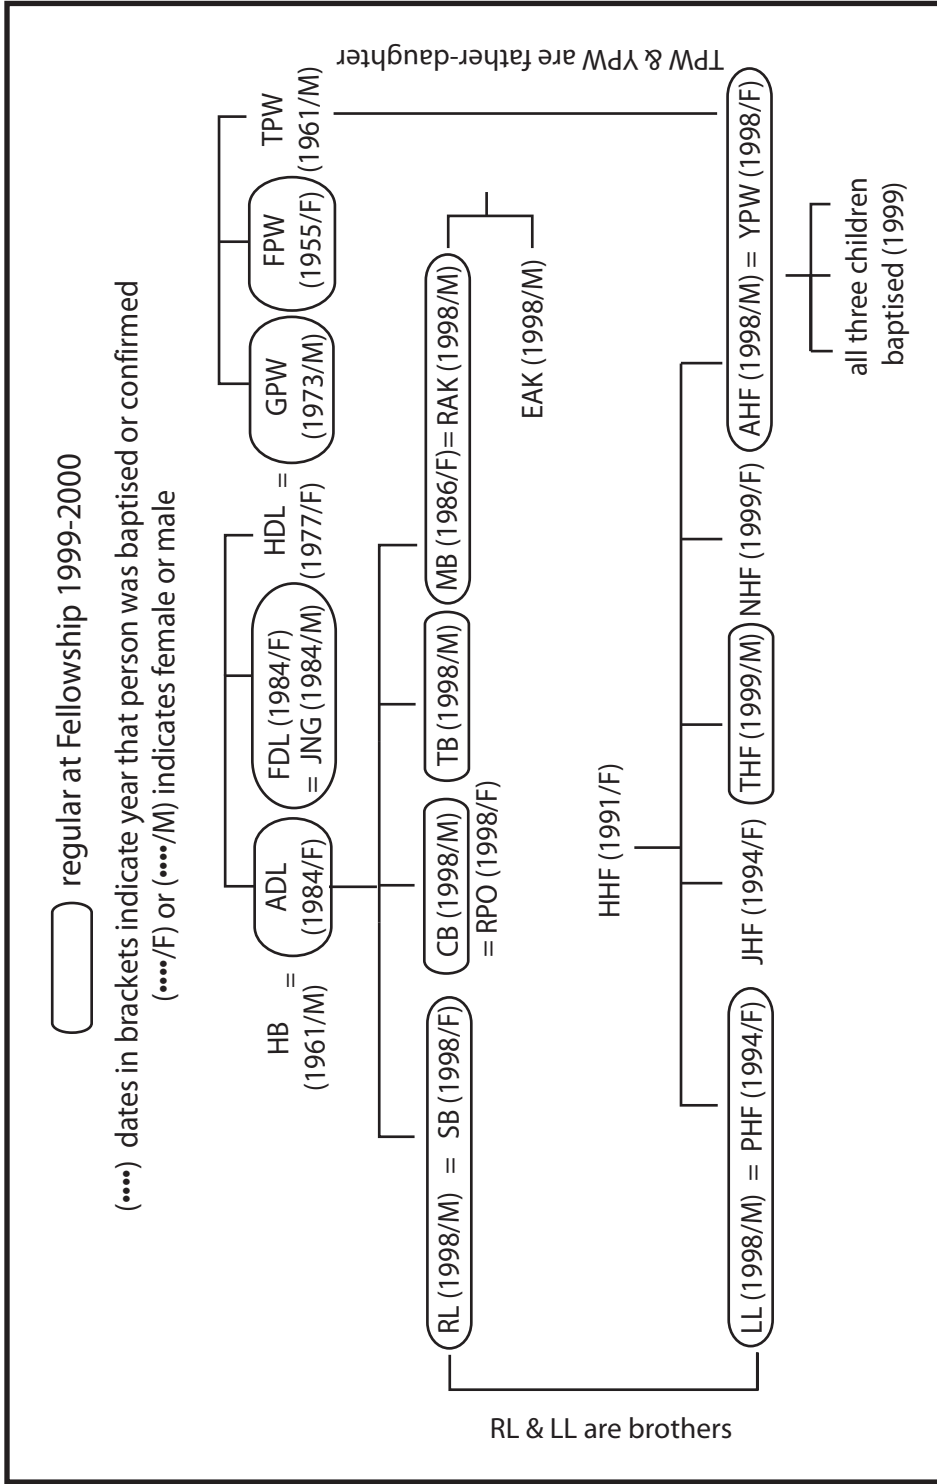 regular at Fellowship 1999-2000
(••••) dates in brackets indicate year that person was baptised or confirmed
(••••/F) or (••••/M) indicates female or male
HB
(1961/M)
=
ADL
(1984/F)
FDL (1984/F)
= JNG (1984/M)
HDL
(1977/F)
=
GPW
(1973/M)
FPW
(1955/F)
TPW
(1961/M)
RL (1998/M) = SB (1998/F)
CB (1998/M)
= RPO (1998/F)
TB (1998/M)
MB (1986/F)= RAK (1998/M)
EAK (1998/M)
HHF (1991/F)
LL (1998/M) = PHF (1994/F)
JHF (1994/F)
THF (1999/M)
NHF (1999/F)
AHF (1998/M) = YPW (1998/F)
all three children
baptised (1999)
RL & LL are brothers
TPW & YPW are father-daughter